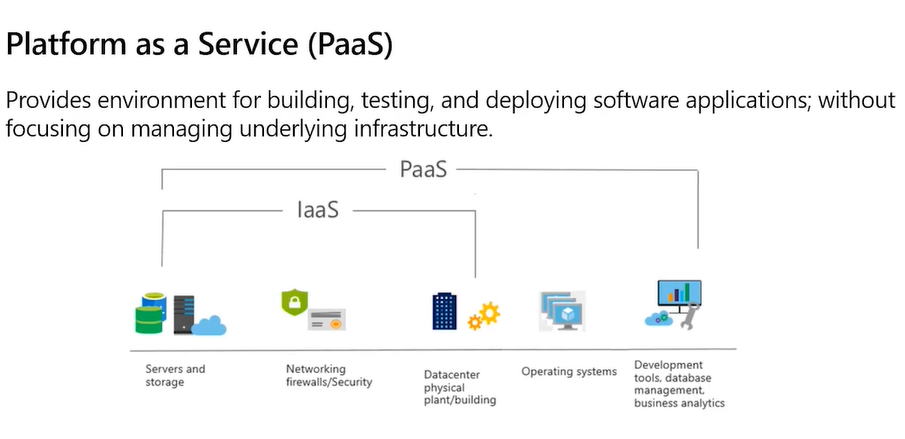 Platform as a Service (PaaS)
Provides environment for building, testing, and deploying software applications; without
focusing on managing underlying infrastructure.
PaaS
IaaS
Servers and
storage
Networking
firewalls/Security
Datacenter
physical
plant/building
Operating systems
Development
tools, database
management,
business analytics